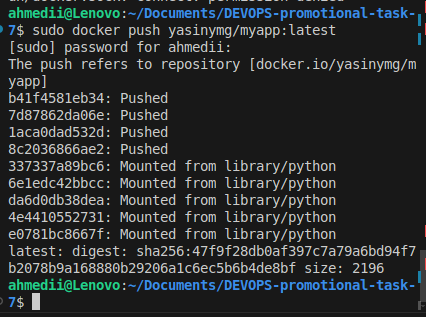 ahmedii@Lenovo:~/Documents/DEVOPS-promotional-task-
7$ sudo docker push yasinymg/myapp:latest
[sudo] password for ahmedii:
The push refers to repository [docker.io/yasinymg/m
yapp]
b41f4581eb34: Pushed
7d87862da06e: Pushed
1aca0dad532d: Pushed
8c2036866ae2: Pushed
337337a89bc6: Mounted from library/python
6e1edc42bbcc: Mounted from library/python
da6d0db38dea: Mounted from library/python
4e4410552731: Mounted from library/python
e0781bc8667f: Mounted from library/python
latest: digest: sha256:47f9f28db0af397c7a79a6bd94f7
b2078b9a168880b29206a1c6ec5b6b4de8bf size: 2196
ahmedii@Lenovo:~/Documents/DEVOPS-promotional-task-
7$